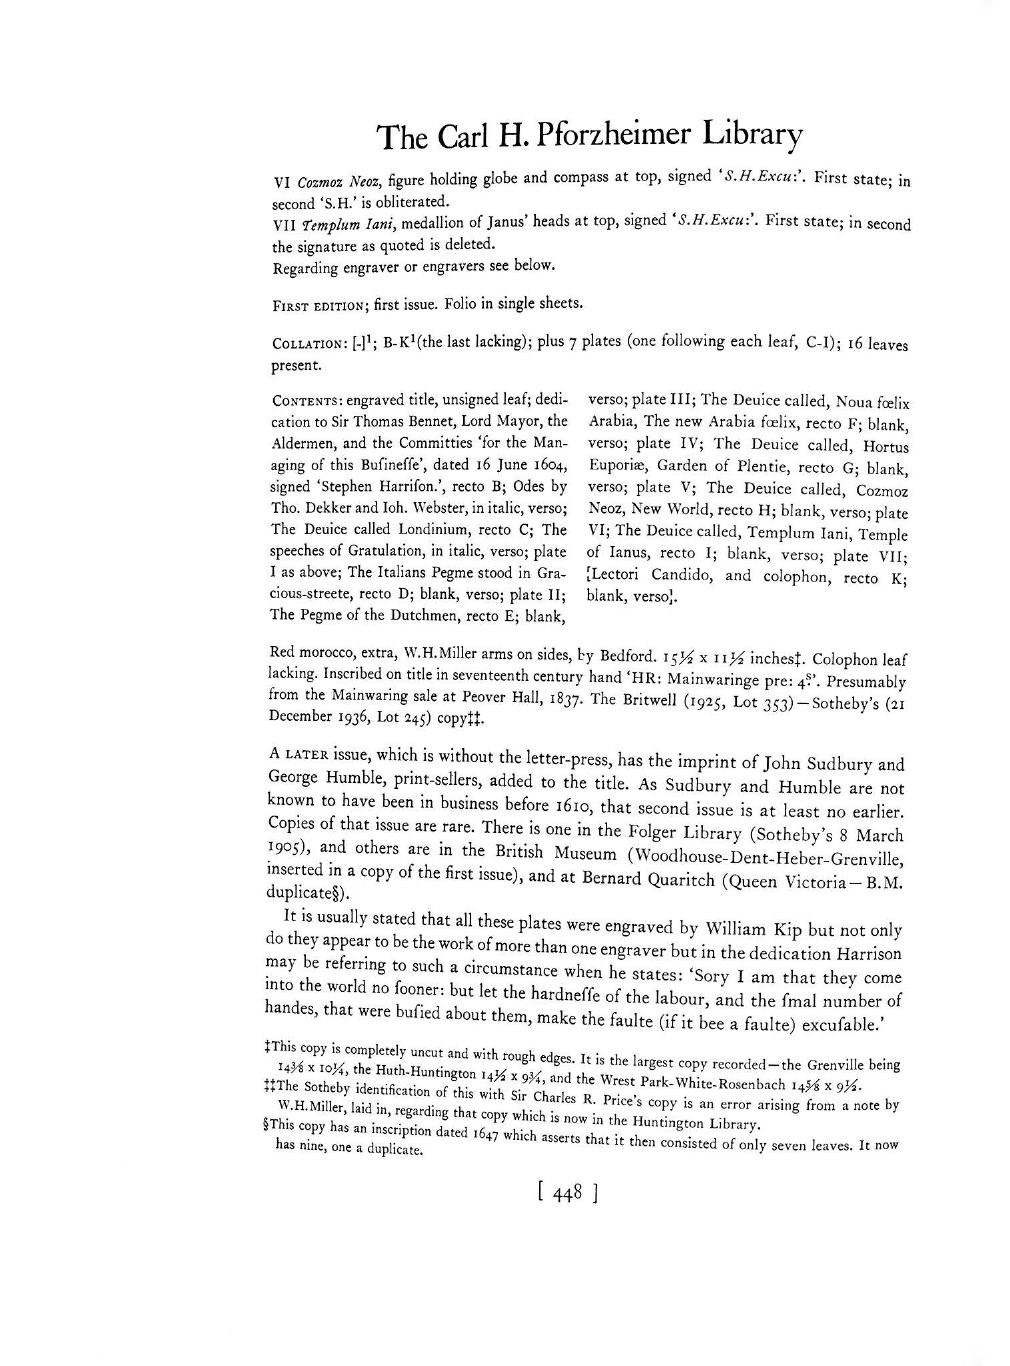 The Carl H. Pforzheimer Library
VI Cozmoz Neoz, figure holding globe and compass at top, signed ‘S.H.Excu:’. First state; in
second ‘S.H.’ is obliterated.
VII Templum Iani, medallion of Janus’ heads at top, signed ‘S.H.Excu:’. First state; in second
the signature as quoted is deleted.
Regarding engraver or engravers see below.
FIRST EDITION; first issue. Folio in single sheets.
COLLATION: [-]¹; B-K¹(the last lacking); plus 7 plates (one following each leaf, C-I); 16 leaves
present.
CONTENTS: engraved title, unsigned leaf; dedi-
cation to Sir Thomas Bennet, Lord Mayor, the
Aldermen, and the Committies ‘for the Man-
aging of this Bufineffe’, dated 16 June 1604,
signed ‘Stephen Harrifon.’, recto B; Odes by
Tho. Dekker and Ioh. Webster, in italic, verso;
The Deuice called Londinium, recto C; The
speeches of Gratulation, in italic, verso; plate
I as above; The Italians Pegme stood in Gra-
cious-streete, recto D; blank, verso; plate II;
The Pegme of the Dutchmen, recto E; blank,
verso; plate III; The Deuice called, Noua fœlix
Arabia, The new Arabia fœlix, recto F; blank,
verso; plate IV; The Deuice called, Hortus
Euporiæ, Garden of Plentie, recto G; blank,
verso; plate V; The Deuice called, Cozmoz
Neoz, New World, recto H; blank, verso; plate
VI; The Deuice called, Templum Iani, Temple
of Ianus, recto I; blank, verso; plate VII;
[Lectori Candido, and colophon, recto K;
blank, verso].
Red morocco, extra, W.H.Miller arms on sides, by Bedford. 15½ x 11½ inches‡. Colophon leaf
lacking. Inscribed on title in seventeenth century hand ‘HR: Mainwaringe pre: 4ˢ’. Presumably
from the Mainwaring sale at Peover Hall, 1837. The Britwell (1925, Lot 353)—Sotheby’s (21
December 1936, Lot 245) copy‡‡.
A LATER issue, which is without the letter-press, has the imprint of John Sudbury and
George Humble, print-sellers, added to the title. As Sudbury and Humble are not
known to have been in business before 1610, that second issue is at least no earlier.
Copies of that issue are rare. There is one in the Folger Library (Sotheby’s 8 March
1905), and others are in the British Museum (Woodhouse-Dent-Heber-Grenville,
inserted in a copy of the first issue), and at Bernard Quaritch (Queen Victoria—B.M.
duplicate§).
It is usually stated that all these plates were engraved by William Kip but not only
do they appear to be the work of more than one engraver but in the dedication Harrison
may be referring to such a circumstance when he states: ‘Sory I am that they come
into the world no fooner: but let the hardneffe of the labour, and the fmal number of
handes, that were bufied about them, make the faulte (if it bee a faulte) excufable.’
‡This copy is completely uncut and with rough edges. It is the largest copy recorded—the Grenville being
14⅜ x 10¼, the Huth-Huntington 14½ x 9¾, and the Wrest Park-White-Rosenbach 14⅝ x 9½.
‡‡The Sotheby identification of this with Sir Charles R. Price’s copy is an error arising from a note by
W.H.Miller, laid in, regarding that copy which is now in the Huntington Library.
§This copy has an inscription dated 1647 which asserts that it then consisted of only seven leaves. It now
has nine, one a duplicate.
[ 448 ]